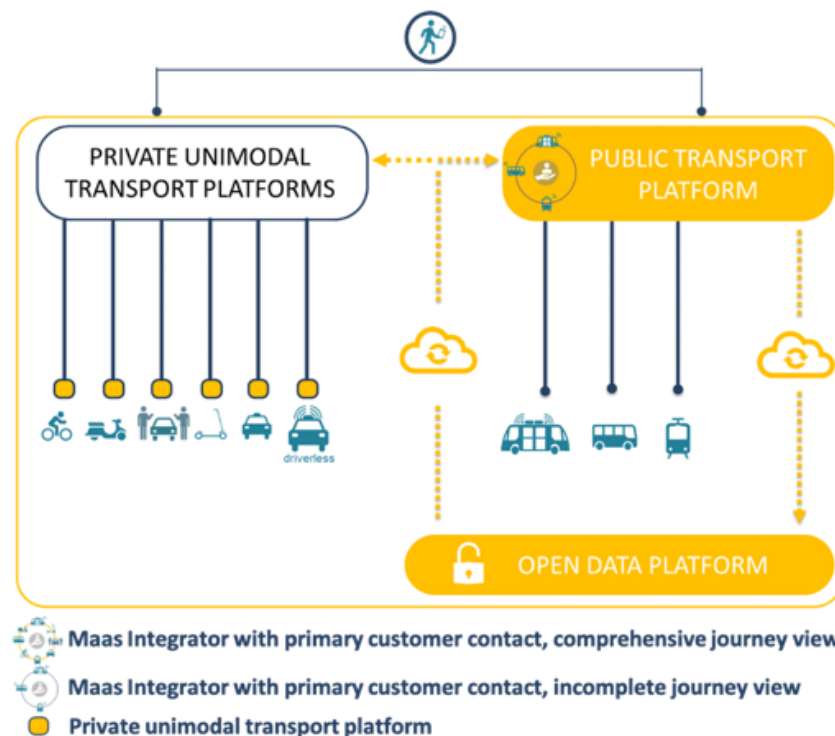 PRIVATE UNIMODAL
TRANSPORT PLATFORMS
PUBLIC TRANSPORT
PLATFORM
driverless
OPEN DATA PLATFORM
Maas Integrator with primary customer contact, comprehensive journey view
Maas Integrator with primary customer contact, incomplete journey view
Private unimodal transport platform